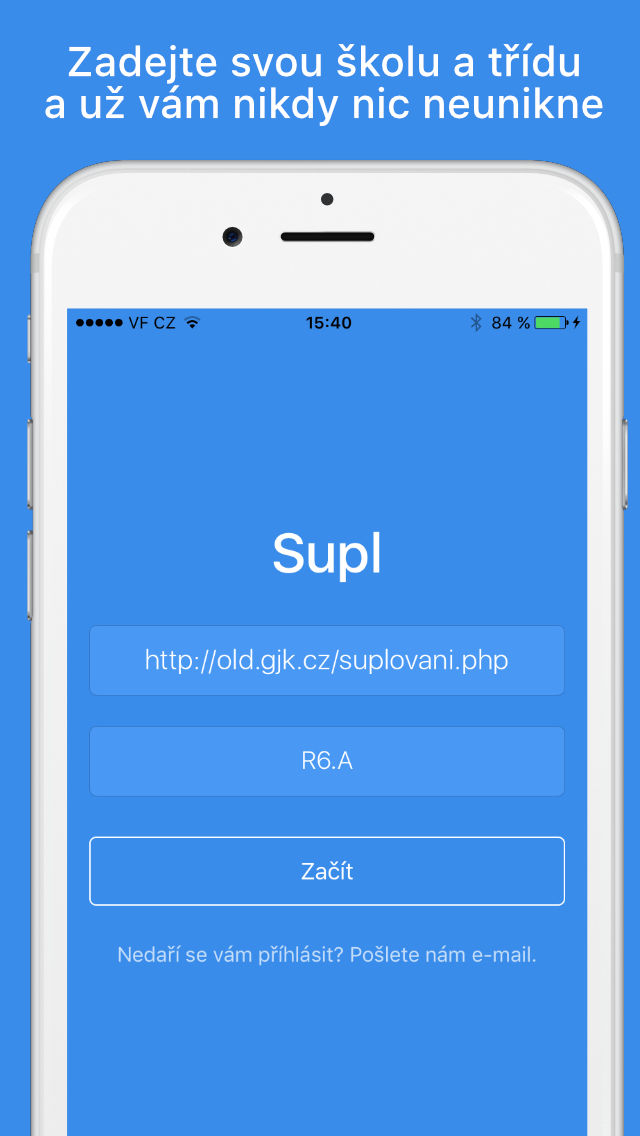 Zadejte svou školu a třídu
a už vám nikdy nic neunikne
VF CZ 15:40 84 %
Supl
http://old.gjk.cz/suplovani.php
R6.A
Začít
Nedaří se vám příhlásit? Pošlete nám e-mail.